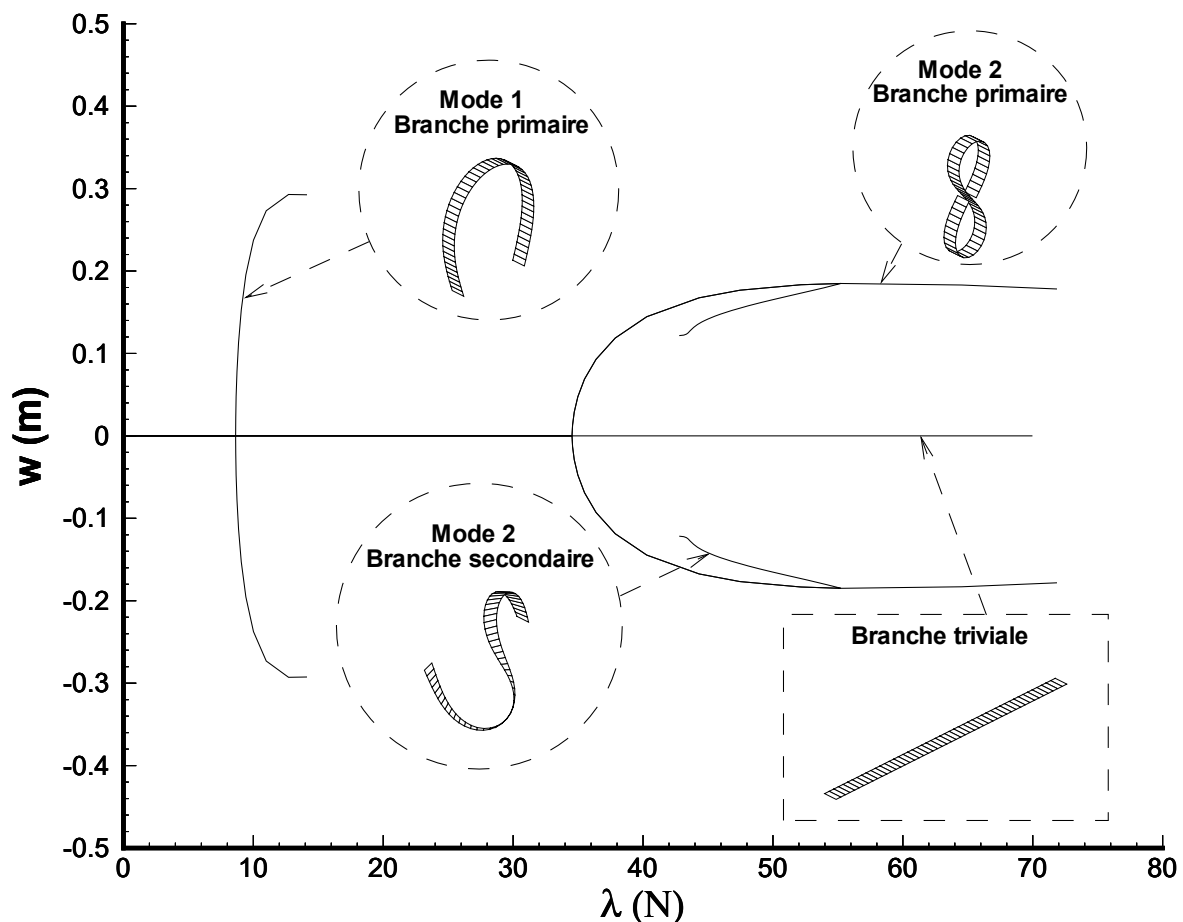 0.5
0.4
0.3
0.2
0.1
0
-0.1
-0.2
-0.3
-0.4
-0.5
w (m)
Mode 1
Branche primaire
Mode 2
Branche primaire
Mode 2
Branche secondaire
Branche triviale
0 10 20 30 40 50 60 70 80
λ (N)